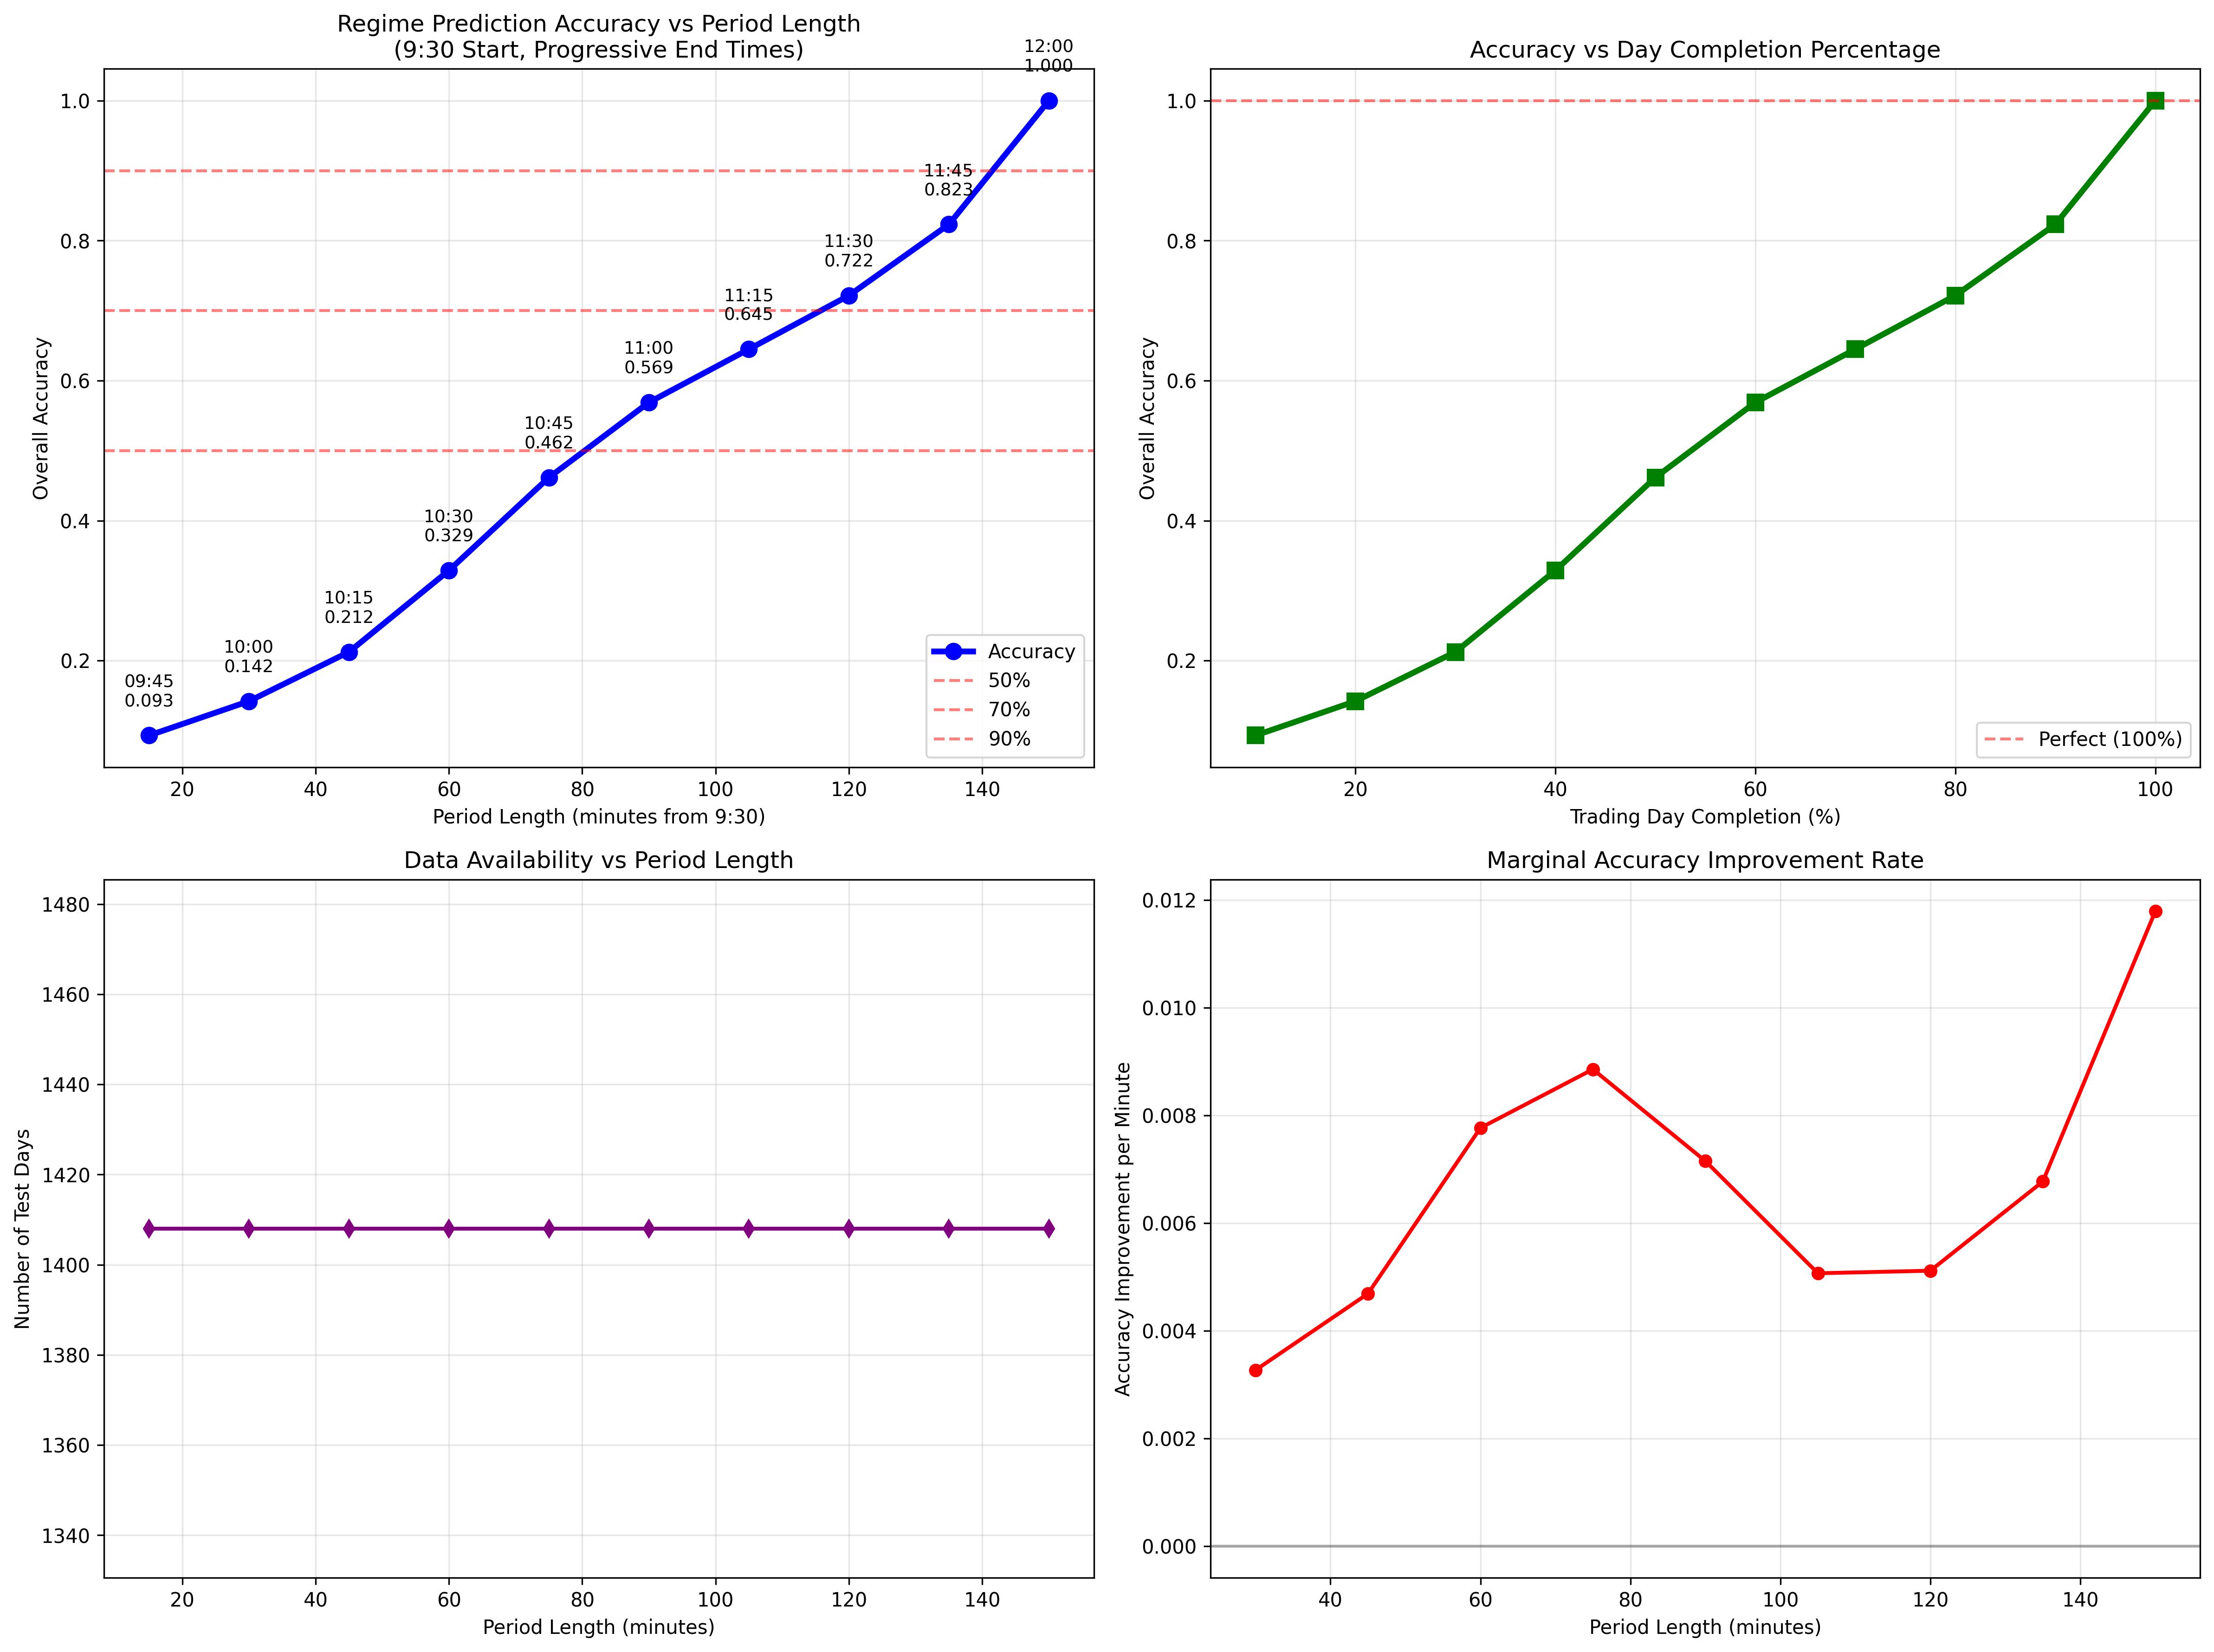 Regime Prediction Accuracy vs Period Length
(9:30 Start, Progressive End Times)
12:00
1.000
11:45
0.823
11:30
0.722
11:15
0.645
11:00
0.569
10:45
0.462
10:30
0.329
10:15
0.212
10:00
0.142
09:45
0.093
1.0
0.8
0.6
0.4
0.2
Overall Accuracy
Accuracy
50%
70%
90%
20 40 60 80 100 120 140
Period Length (minutes from 9:30)
Accuracy vs Day Completion Percentage
1.0
0.8
0.6
0.4
0.2
Overall Accuracy
Perfect (100%)
20 40 60 80 100
Trading Day Completion (%)
Data Availability vs Period Length
1480
1460
1440
1420
1400
1380
1360
1340
Number of Test Days
20 40 60 80 100 120 140
Period Length (minutes)
Marginal Accuracy Improvement Rate
0.012
0.010
0.008
0.006
0.004
0.002
0.000
Accuracy Improvement per Minute
40 60 80 100 120 140
Period Length (minutes)